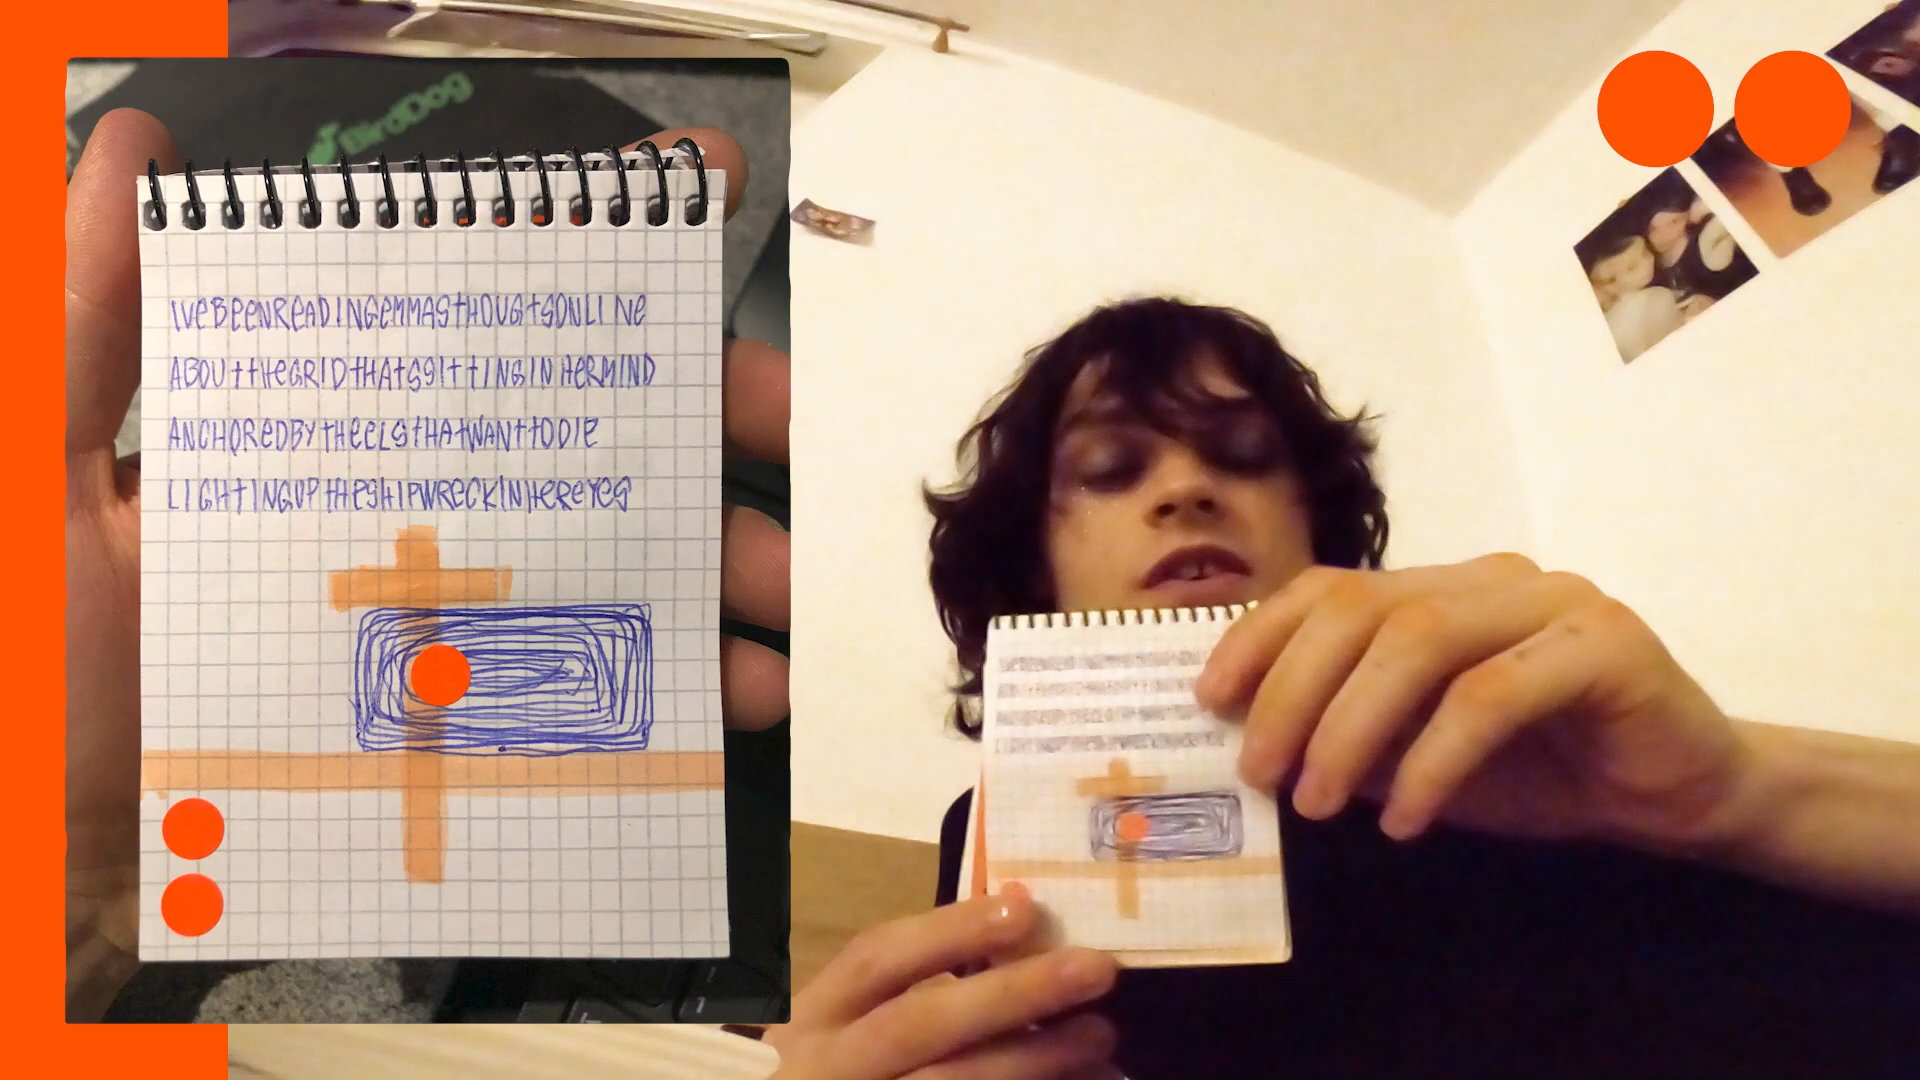 BirdDog
IVEBEENREADINGEMMASTHOUGTSONLINE
ABOUTTHEGRIDTHATSSITTINGINHERMIND
ANCHOREDBYTHEELSTHATWANTTODIE
LIGHTINGUPTHESHIPWRECKINHEREYES